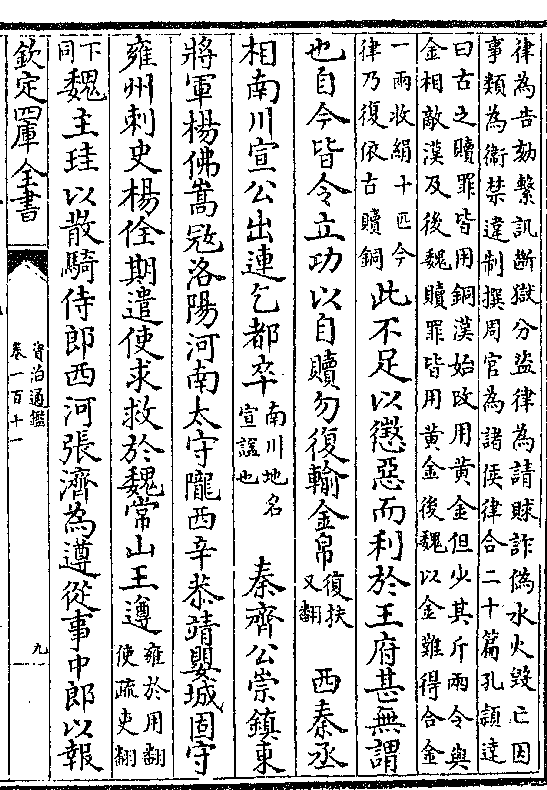 律為告劾繫訊斷獄分盜律為請賕詐偽水火毀亡因
事類為衛禁違制撰周官為諸侯律合二十篇孔頴達
曰古之贖罪皆用銅漢始改用黄金但少其斤兩令與
金相敵漢及後魏贖罪皆用黄金後魏以金難得合金
一兩收絹十匹今
律乃復依古贖銅
此不足以懲惡而利於王府甚無謂
也自今皆令立功以自贖勿復輸金帛
復扶
又翻
西秦丞
相南川宣公出連乞都卒
南川地名
宣諡也
秦齊公崇鎮東
將軍楊佛嵩冦洛陽河南太守隴西辛恭靖嬰城固守
雍州刺史楊佺期遣使求救於魏常山王遵
雍於用翻
使疏吏翻
下
同
魏主珪以散騎侍郎西河張濟為遵從事中郎以報
欽定四庫全書
資治通鑑
卷一百十一
九